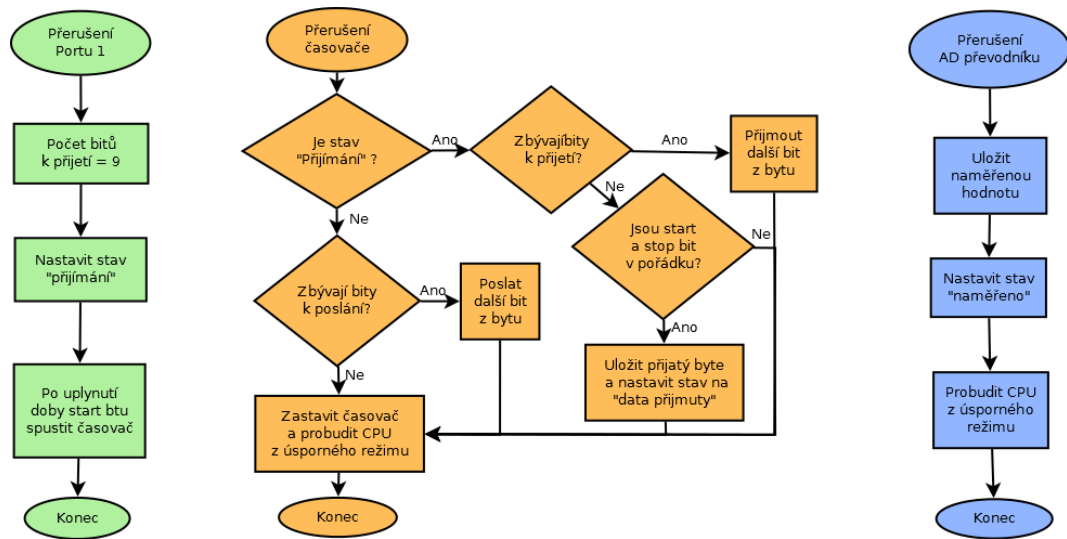 Přerušení
Portu 1
Počet bitů
k přijetí = 9
Nastavit stav
"přijímání"
Po uplynutí
doby start btu
spustit časovač
Konec
Přerušení
časovače
Je stav
"Přijímání" ?
Ano
Zbývajíbity
k přijetí?
Ano
Přijmout
další bit
z bytu
Ne
Ne
Jsou start
a stop bit
v pořádku?
Ne
Zbývají bity
k poslání?
Ano
Poslat
další bit
z bytu
Ano
Uložit přijatý byte
a nastavit stav na
"data přijmuty"
Ne
Zastavit časovač
a probudit CPU
z úsporného režimu
Konec
Přerušení
AD převodníku
Uložit
naměřenou
hodnotu
Nastavit stav
"naměřeno"
Probudit CPU
z úsporného
režimu
Konec